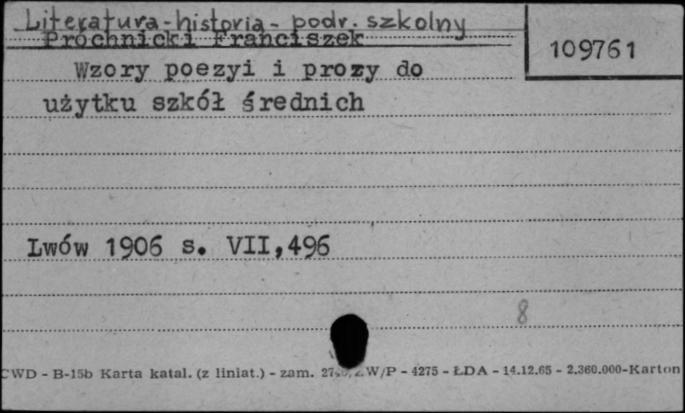 Literatura - historia - podr. szkolny
Próchnicki Franciszek
109761
Wzory poezyi i prozy do
użytku szkół średnich
Lwów 1906 s. VII,496
8
CWD - B-15b Karta katal. (z liniat.) - zam. W/P - 4275 - ŁDA - 14.12.65 - 2.360.000-Karton